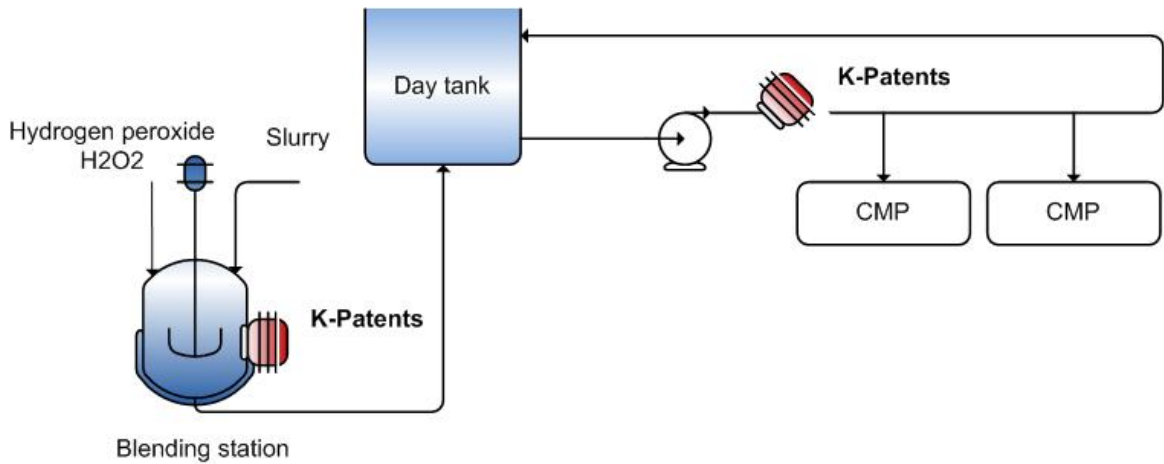 Day tank
K-Patents
Hydrogen peroxide
H2O2
Slurry
CMP
CMP
K-Patents
Blending station